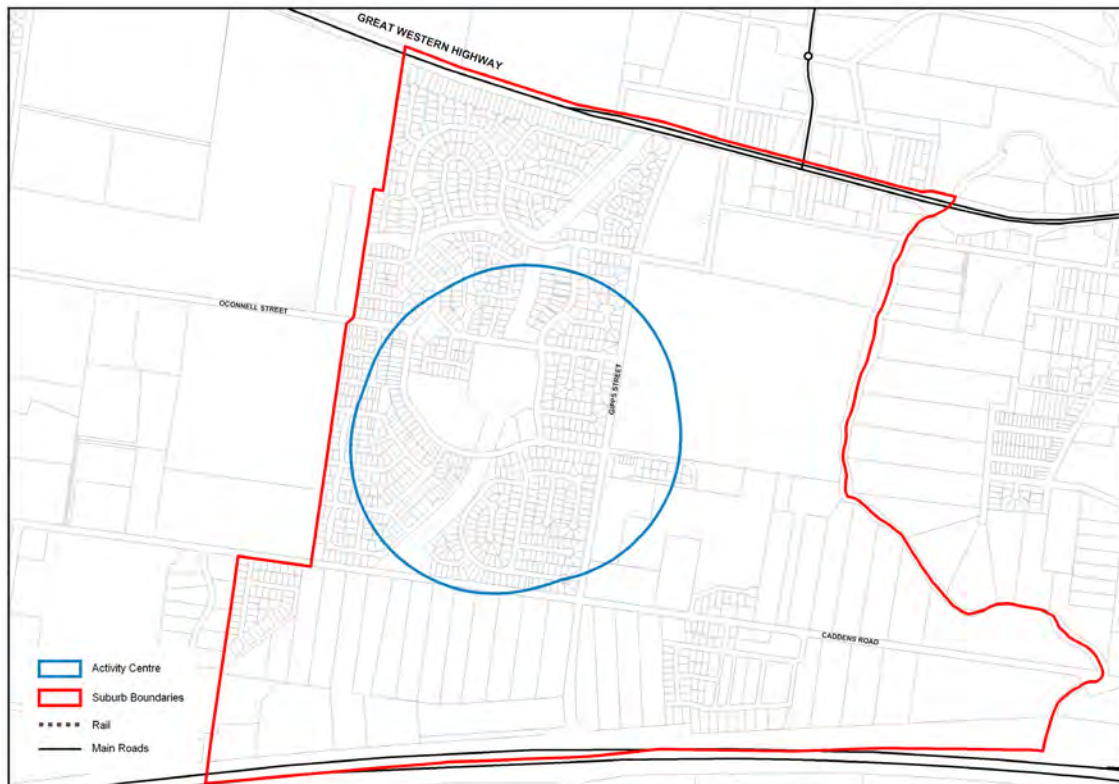 GREAT WESTERN HIGHWAY
OCONNELL STREET
GIPPS STREET
CADDENS ROAD
Activity Centre
Suburb Boundaries
Rail
Main Roads